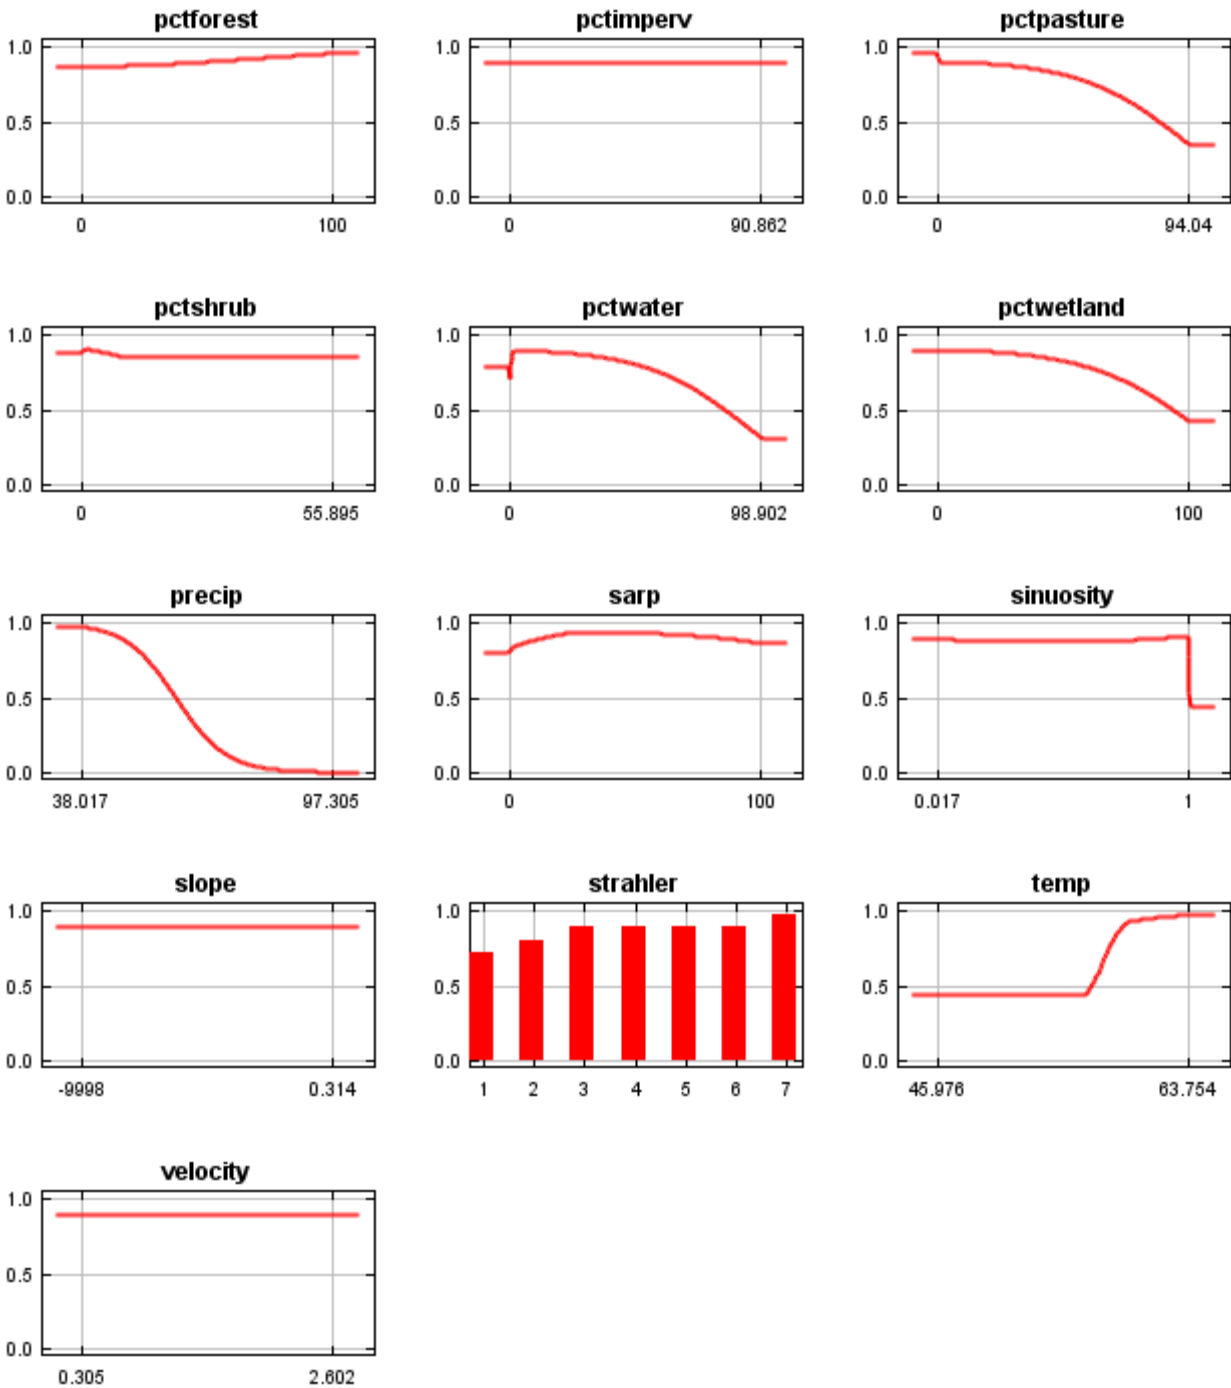 pctforest pctimperv pctpasture
1.0 1.0 1.0
0.5 0.5 0.5
0.0 0.0 0.0
0 100 0 90.862 0 94.04
pctshrub pctwater pctwetland
1.0 1.0 1.0
0.5 0.5 0.5
0.0 0.0 0.0
0 55.895 0 98.902 0 100
precip sarp sinuosity
1.0 1.0 1.0
0.5 0.5 0.5
0.0 0.0 0.0
38.017 97.305 0 100 0.017 1
slope strahler temp
1.0 1.0 1.0
0.5 0.5 0.5
0.0 0.0 0.0
-9998 0.314 1 2 3 4 5 6 7 45.976 63.754
velocity
1.0
0.5
0.0
0.305 2.602